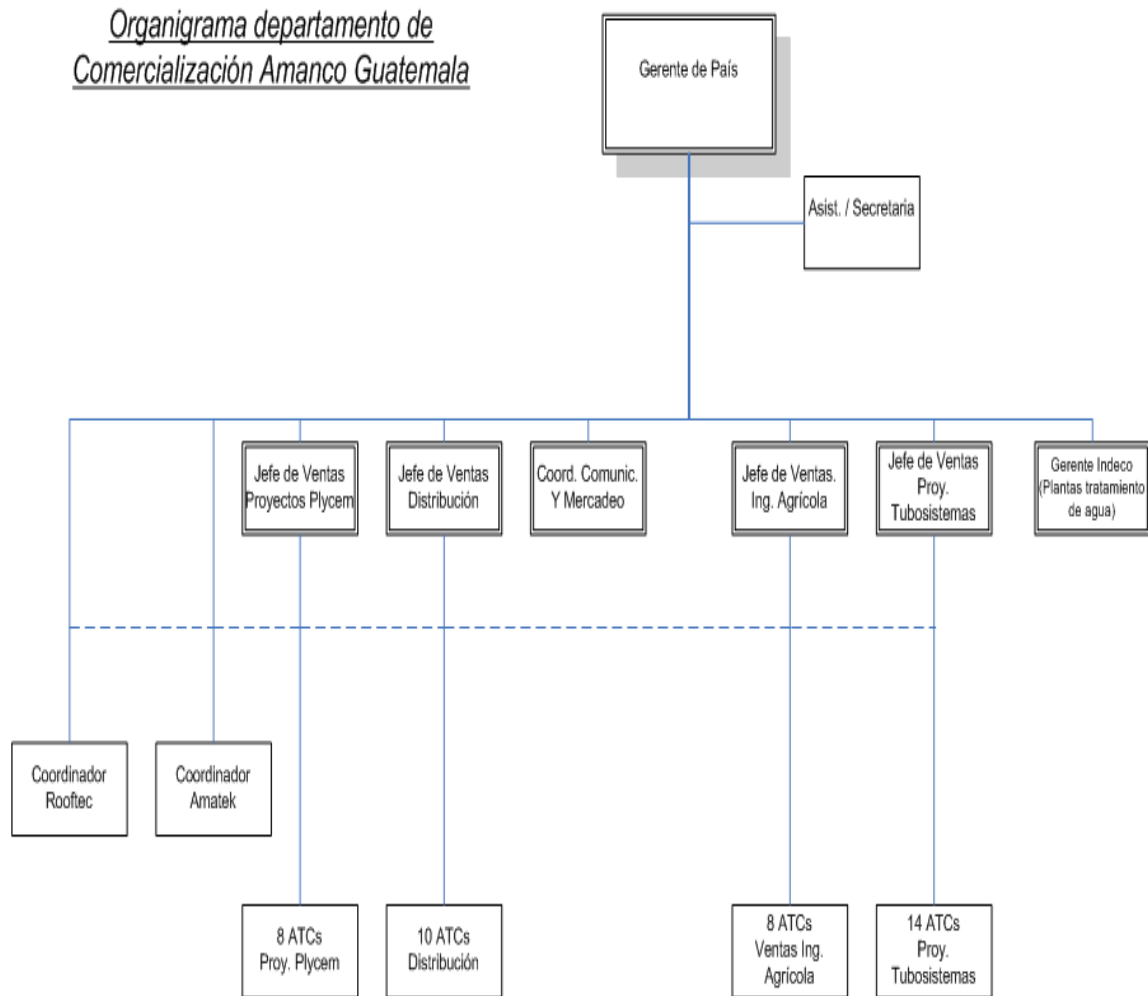 Organigrama departamento de
Comercialización Amanco Guatemala
Gerente de País
Asist. / Secretaria
Jefe de Ventas
Proyectos Plycem
Jefe de Ventas
Distribución
Coord. Comunic.
Y Mercadeo
Jefe de Ventas.
Ing. Agrícola
Jefe de Ventas
Proy.
Tubosistemas
Gerente Indeco
(Plantas tratamiento
de agua)
Coordinador
Rooftec
Coordinador
Amatek
8 ATCs
Proy. Plycem
10 ATCs
Distribución
8 ATCs
Ventas Ing.
Agrícola
14 ATCs
Proy.
Tubosistemas